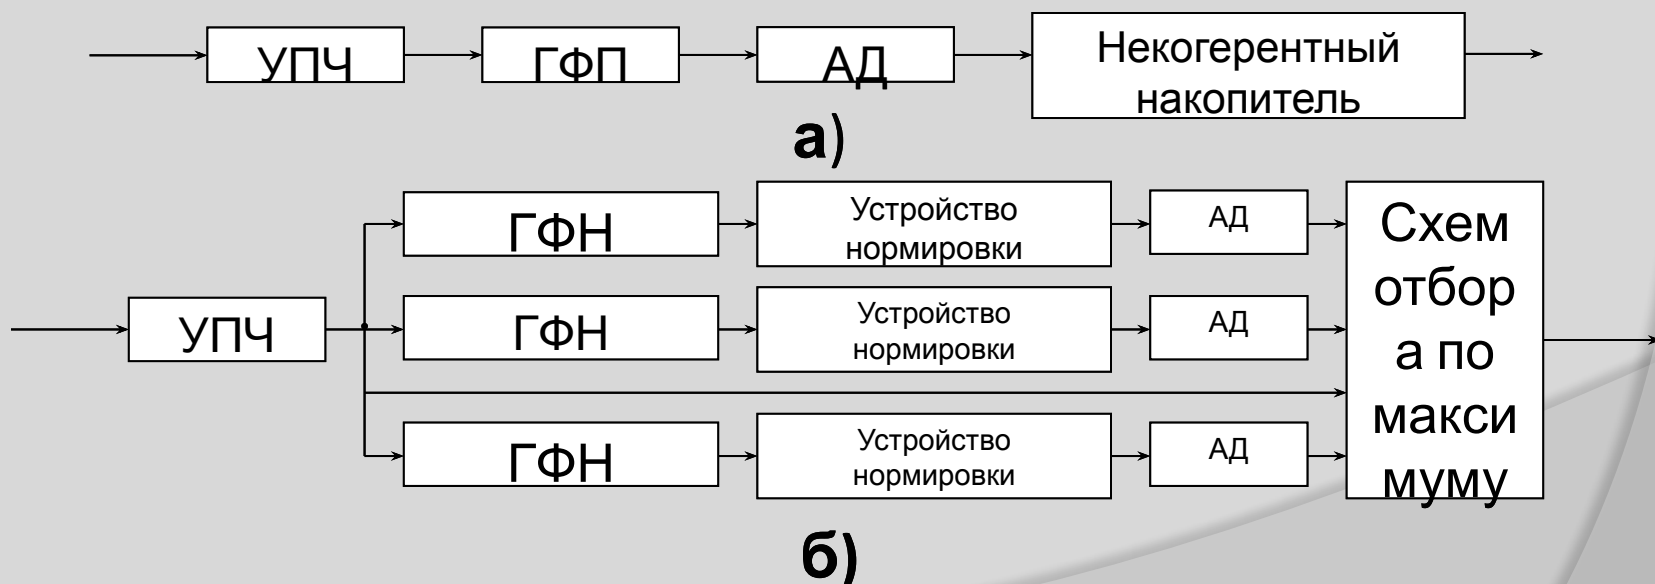 УПЧ
ГФП
АД
Некогерентный
накопитель
а)
ГФН
Устройство
нормировки
АД
УПЧ
ГФН
Устройство
нормировки
АД
ГФН
Устройство
нормировки
АД
Схем
отбор
а по
макси
муму
б)